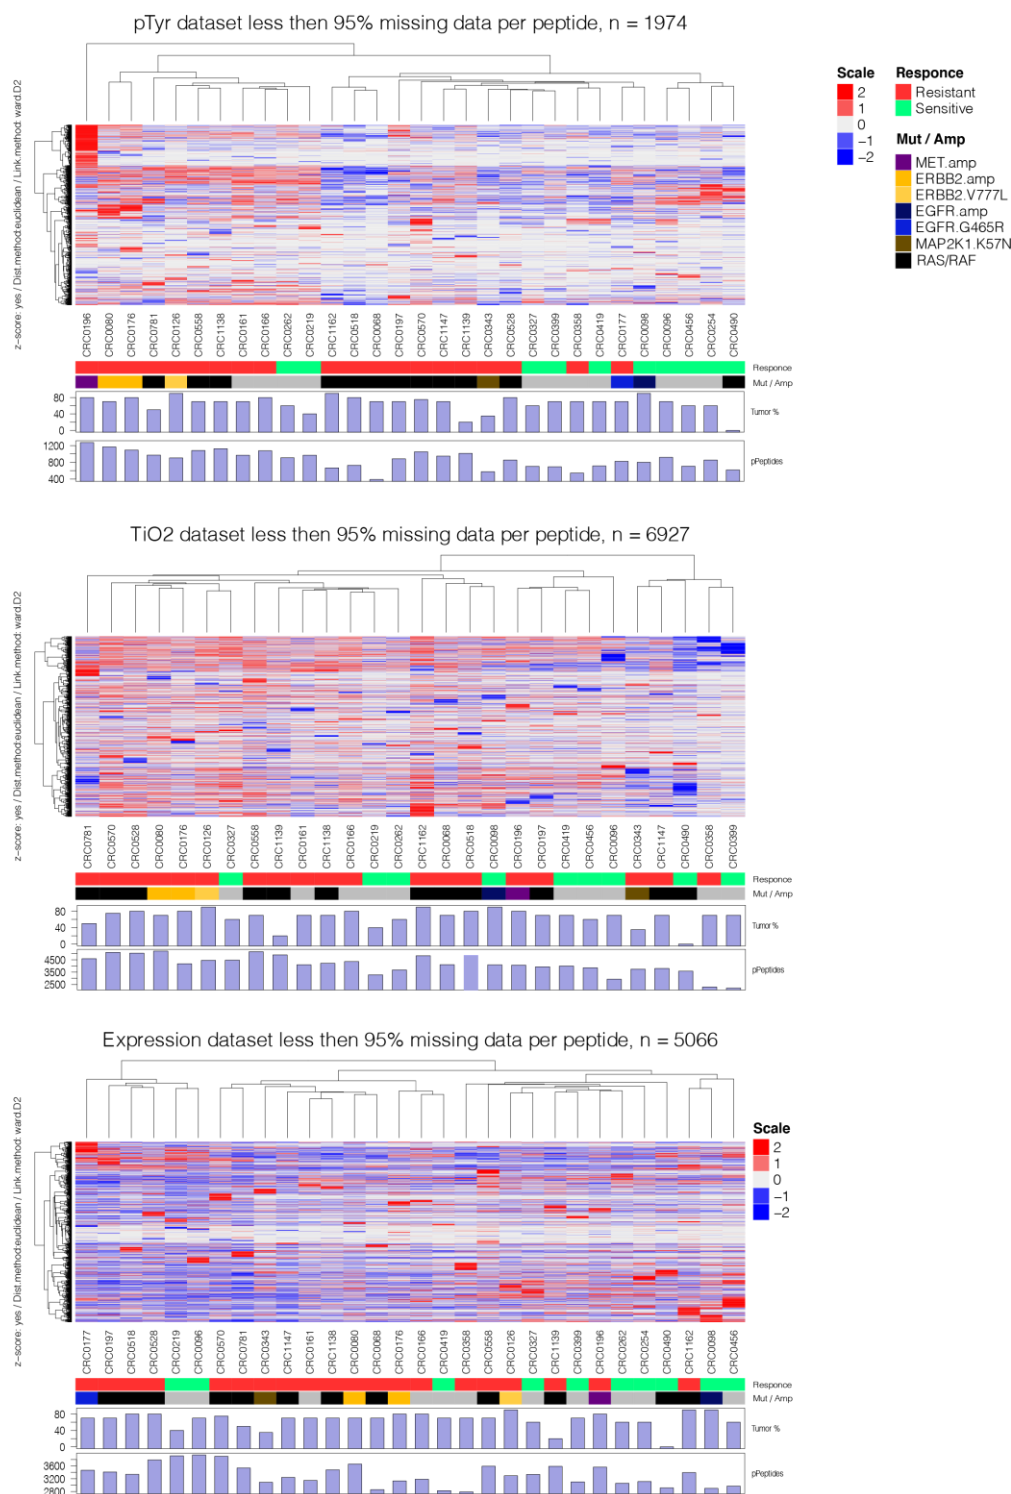 pTyr dataset less then 95% missing data per peptide, n = 1974
z-score: yes / Dist.method:euclidean / Link.method: ward.D2
Scale
2
1
0
−1
−2
Responce
Resistant
Sensitive
Mut / Amp
MET.amp
ERBB2.amp
ERBB2.V777L
EGFR.amp
EGFR.G465R
MAP2K1.K57N
RAS/RAF
CRC0196 CRC0080 CRC0176 CRC0781 CRC0126 CRC0558 CRC1138 CRC0161 CRC0166 CRC0262 CRC0219 CRC1162 CRC0518 CRC0068 CRC0197 CRC0570 CRC1147 CRC1139 CRC0343 CRC0528 CRC0327 CRC0399 CRC0358 CRC0419 CRC0177 CRC0098 CRC0096 CRC0456 CRC0254 CRC0490
Responce
Mut / Amp
80
40
0
Tumor %
1200
800
400
pPeptides
TiO2 dataset less then 95% missing data per peptide, n = 6927
z-score: yes / Dist.method:euclidean / Link.method: ward.D2
CRC0781 CRC0570 CRC0528 CRC0080 CRC0176 CRC0126 CRC0327 CRC0558 CRC1139 CRC0161 CRC1138 CRC0166 CRC0219 CRC0262 CRC1162 CRC0068 CRC0518 CRC0098 CRC0196 CRC0197 CRC0419 CRC0456 CRC0096 CRC0343 CRC1147 CRC0490 CRC0358 CRC0399
Responce
Mut / Amp
80
40
0
Tumor %
4500
3500
2500
pPeptides
Expression dataset less then 95% missing data per peptide, n = 5066
z-score: yes / Dist.method:euclidean / Link.method: ward.D2
Scale
2
1
0
−1
−2
CRC0177 CRC0197 CRC0518 CRC0528 CRC0219 CRC0096 CRC0570 CRC0781 CRC0343 CRC1147 CRC0161 CRC1138 CRC0080 CRC0068 CRC0176 CRC0166 CRC0419 CRC0358 CRC0558 CRC0126 CRC0327 CRC1139 CRC0399 CRC0196 CRC0262 CRC0254 CRC0490 CRC1162 CRC0098 CRC0456
Responce
Mut / Amp
80
40
0
Tumor %
3600
3200
2800
pPeptides